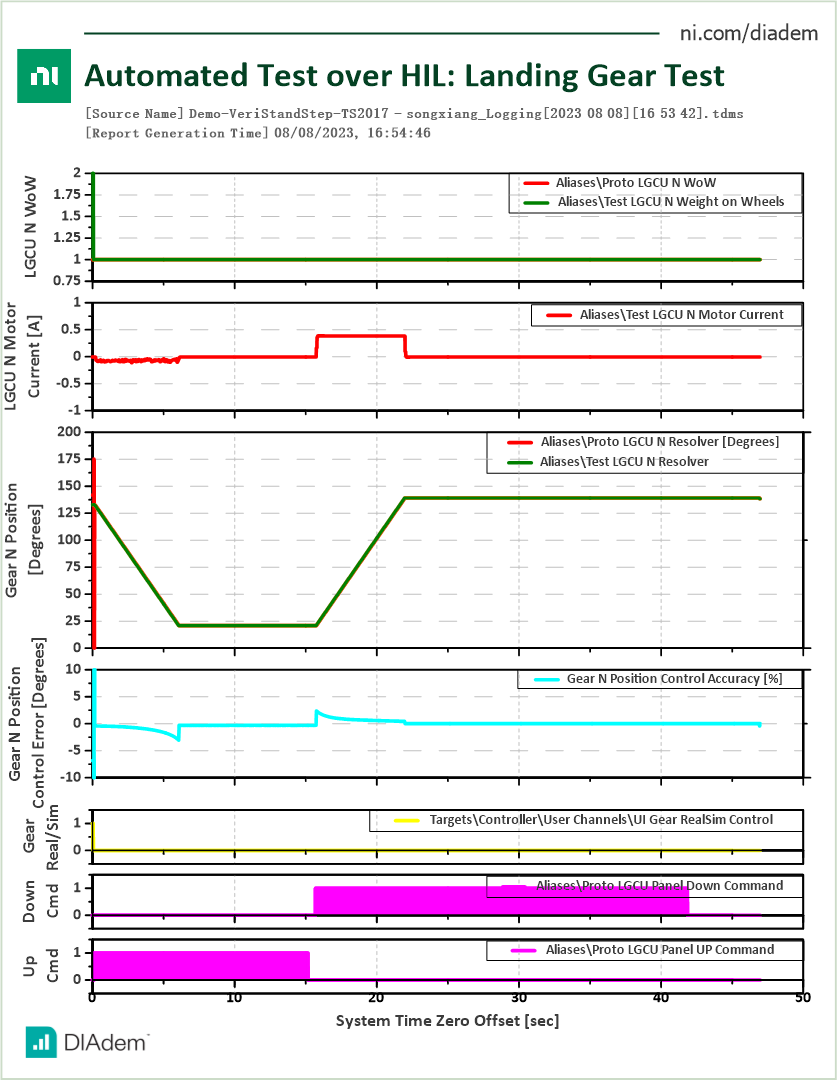 ni.com/diadem
ni
Automated Test over HIL: Landing Gear Test
[Source Name] Demo-VeriStandStep-TS2017 - songxiang_Logging[2023 08 08][16 53 42].tdms
[Report Generation Time] 08/08/2023, 16:54:46
LGCU N WoW
2
1.75
1.5
1.25
1
0.75
Aliases\Proto LGCU N WoW
Aliases\Test LGCU N Weight on Wheels
LGCU N Motor
Current [A]
1
0.5
0
-0.5
-1
Aliases\Test LGCU N Motor Current
Gear N Position
[Degrees]
200
175
150
125
100
75
50
25
0
Aliases\Proto LGCU N Resolver [Degrees]
Aliases\Test LGCU N Resolver
Gear N Position
Control Error [Degrees]
10
5
0
-5
-10
Gear N Position Control Accuracy [%]
Gear
Real/Sim
1
0
Targets\Controller\User Channels\UI Gear RealSim Control
Down
Cmd
1
0
Aliases\Proto LGCU Panel Down Command
Up
Cmd
1
0
Aliases\Proto LGCU Panel UP Command
0 10 20 30 40 50
System Time Zero Offset [sec]
DIAdem™